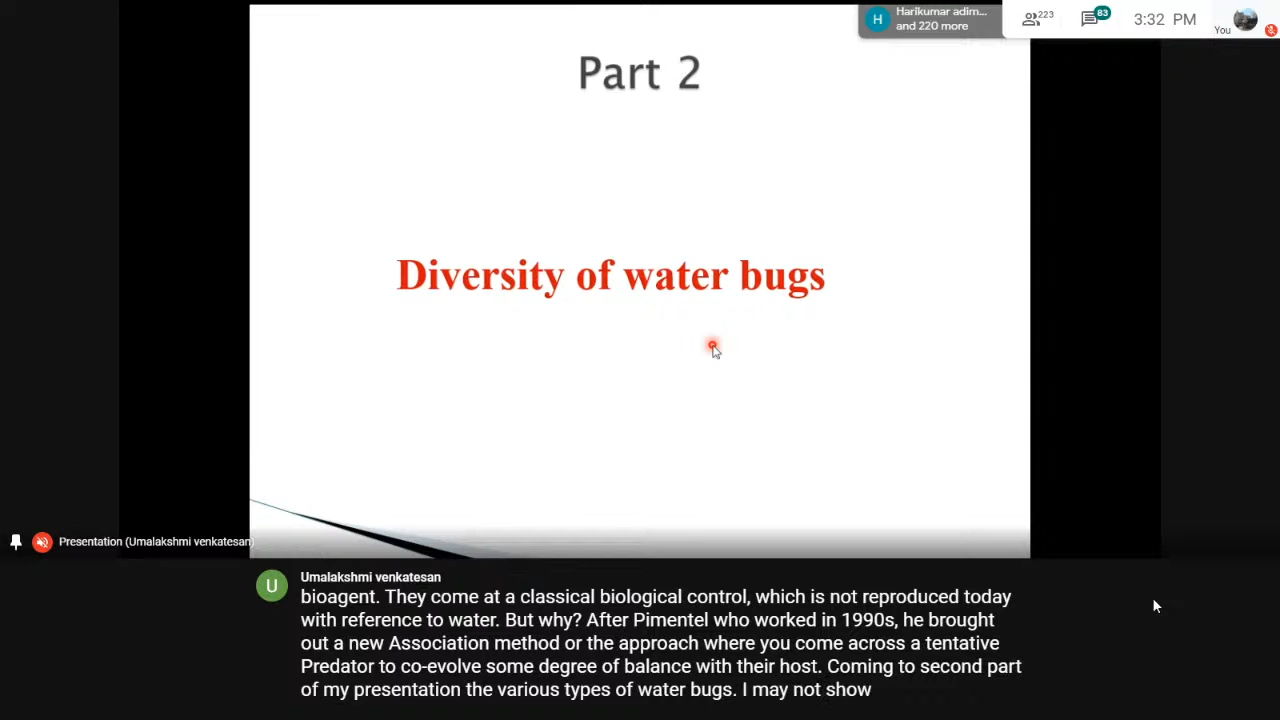 Harikumar adim...
and 220 more
223
83
3:32 PM
You
H
Part 2
Diversity of water bugs
Presentation (Umalakshmi venkatesan)
U
Umalakshmi venkatesan
bioagent. They come at a classical biological control, which is not reproduced today
with reference to water. But why? After Pimentel who worked in 1990s, he brought
out a new Association method or the approach where you come across a tentative
Predator to co-evolve some degree of balance with their host. Coming to second part
of my presentation the various types of water bugs. I may not show